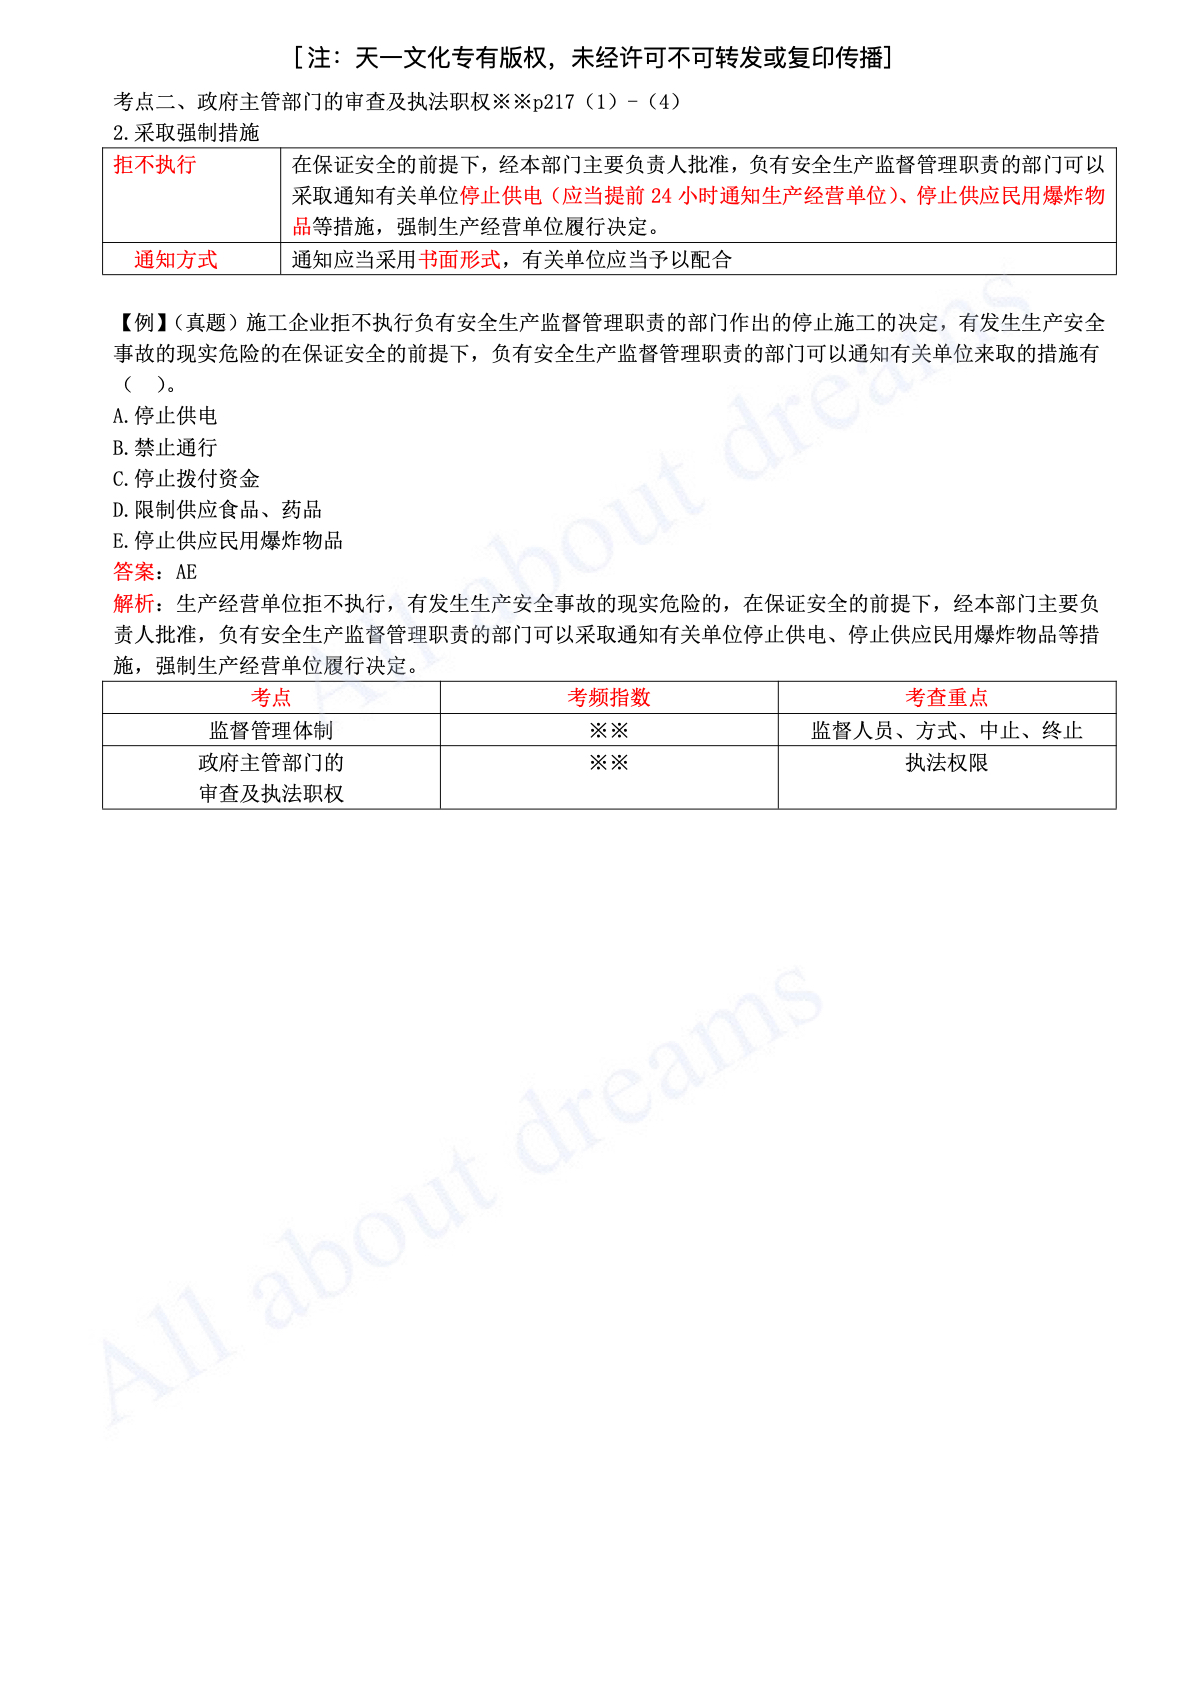 [注：天一文化专有版权，未经许可不可转发或复印传播]
考点二、政府主管部门的审查及执法职权※※p217（1）-（4）
2.采取强制措施
拒不执行
在保证安全的前提下，经本部门主要负责人批准，负有安全生产监督管理职责的部门可以
采取通知有关单位停止供电（应当提前 24 小时通知生产经营单位）、停止供应民用爆炸物
品等措施，强制生产经营单位履行决定。
通知方式
通知应当采用书面形式，有关单位应当予以配合
【例】（真题）施工企业拒不执行负有安全生产监督管理职责的部门作出的停止施工的决定，有发生生产安全
事故的现实危险的在保证安全的前提下，负有安全生产监督管理职责的部门可以通知有关单位来取的措施有
（　）。
A.停止供电
B.禁止通行
C.停止拨付资金
D.限制供应食品、药品
E.停止供应民用爆炸物品
答案：AE
解析：生产经营单位拒不执行，有发生生产安全事故的现实危险的，在保证安全的前提下，经本部门主要负
责人批准，负有安全生产监督管理职责的部门可以采取通知有关单位停止供电、停止供应民用爆炸物品等措
施，强制生产经营单位履行决定。
考点 考频指数 考查重点
监督管理体制 ※※ 监督人员、方式、中止、终止
政府主管部门的 ※※ 执法权限
审查及执法职权
All about dreams
All about dreams